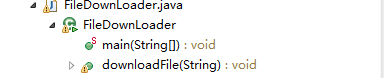 FileDownLoader.java
FileDownLoader
main(String[]) : void
downloadFile(String) : void